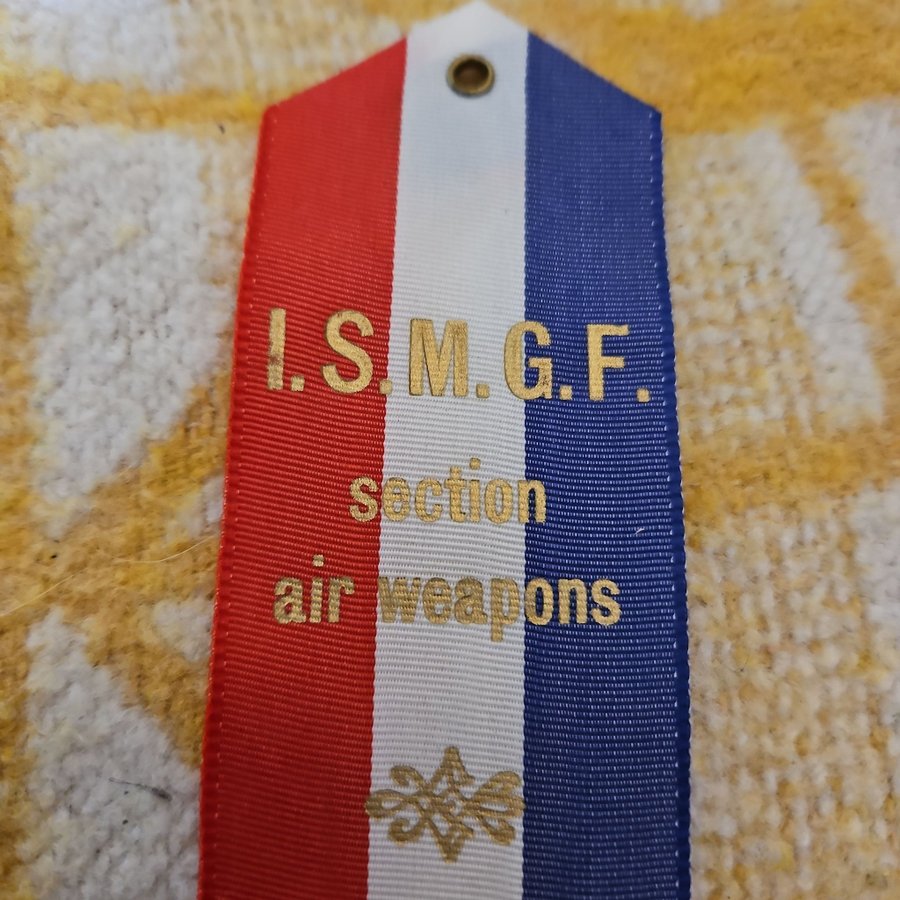 I.S.M.G.F.
section
air weapons